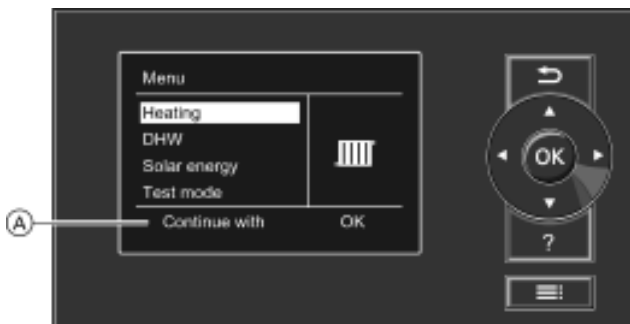 Menu
Heating
DHW
Solar energy
Test mode
Continue with OK
A
OK
?